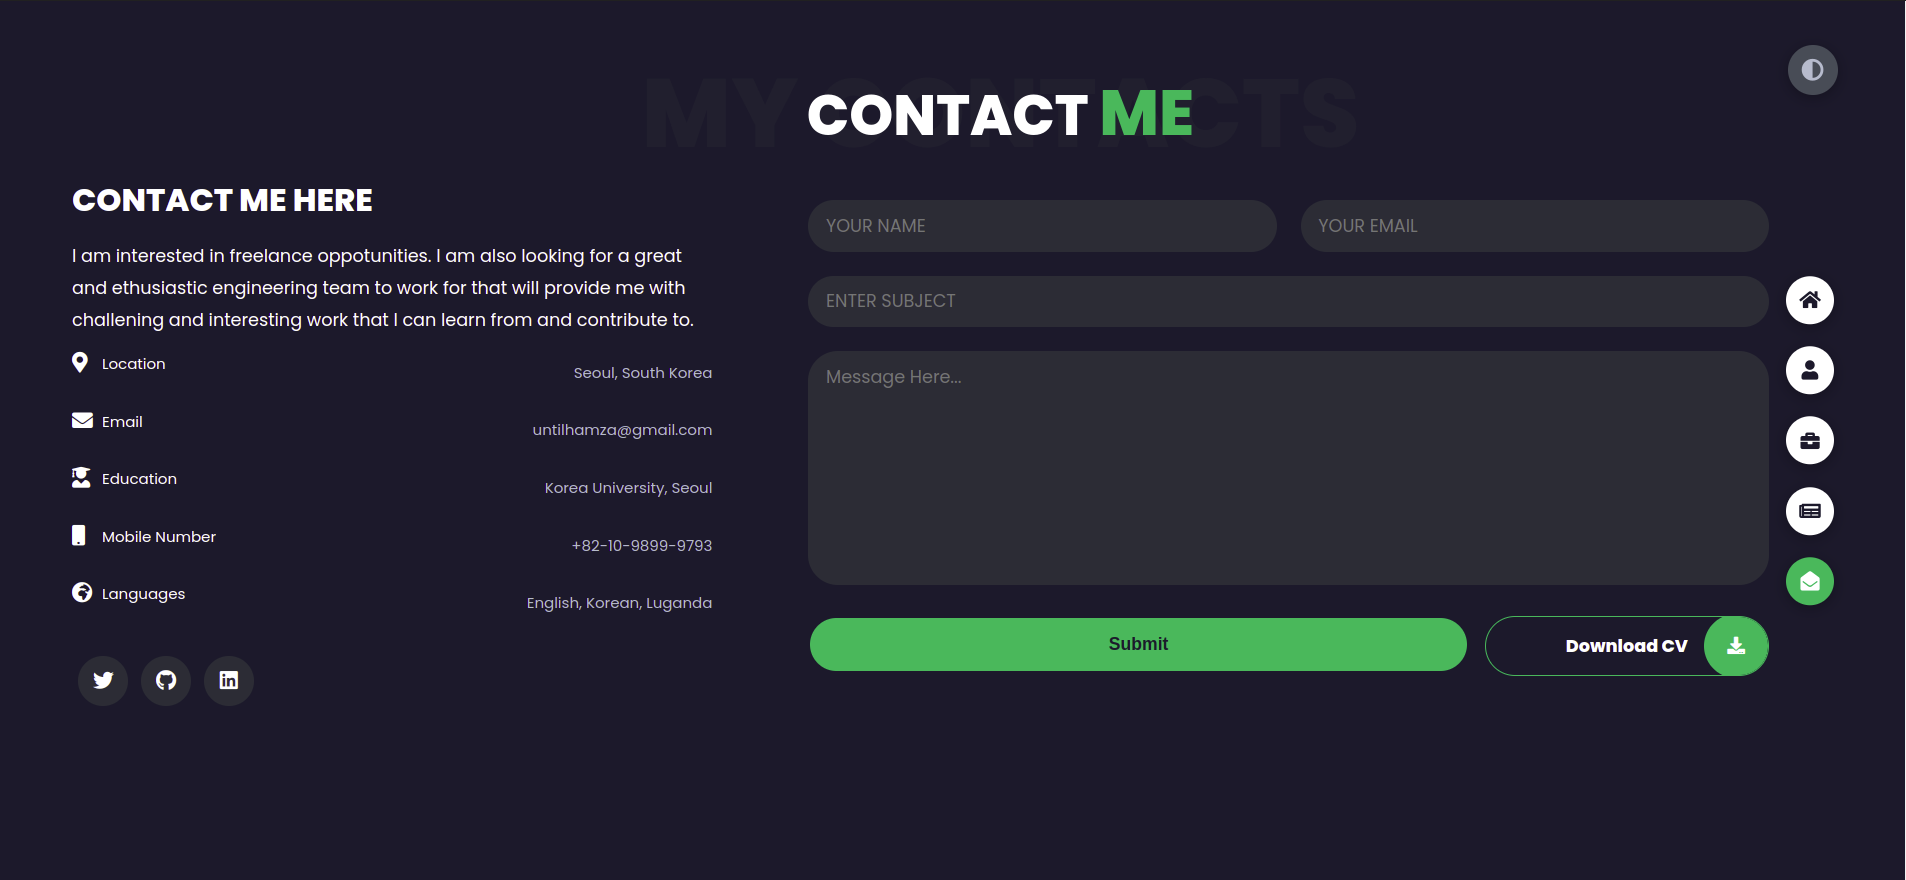 MY CONTACTS
CONTACT ME
CONTACT ME HERE
I am interested in freelance oppotunities. I am also looking for a great
and ethusiastic engineering team to work for that will provide me with
challening and interesting work that I can learn from and contribute to.
Location
Seoul, South Korea
Email
untilhamza@gmail.com
Education
Korea University, Seoul
Mobile Number
+82-10-9899-9793
Languages
English, Korean, Luganda
YOUR NAME
YOUR EMAIL
ENTER SUBJECT
Message Here...
Submit
Download CV